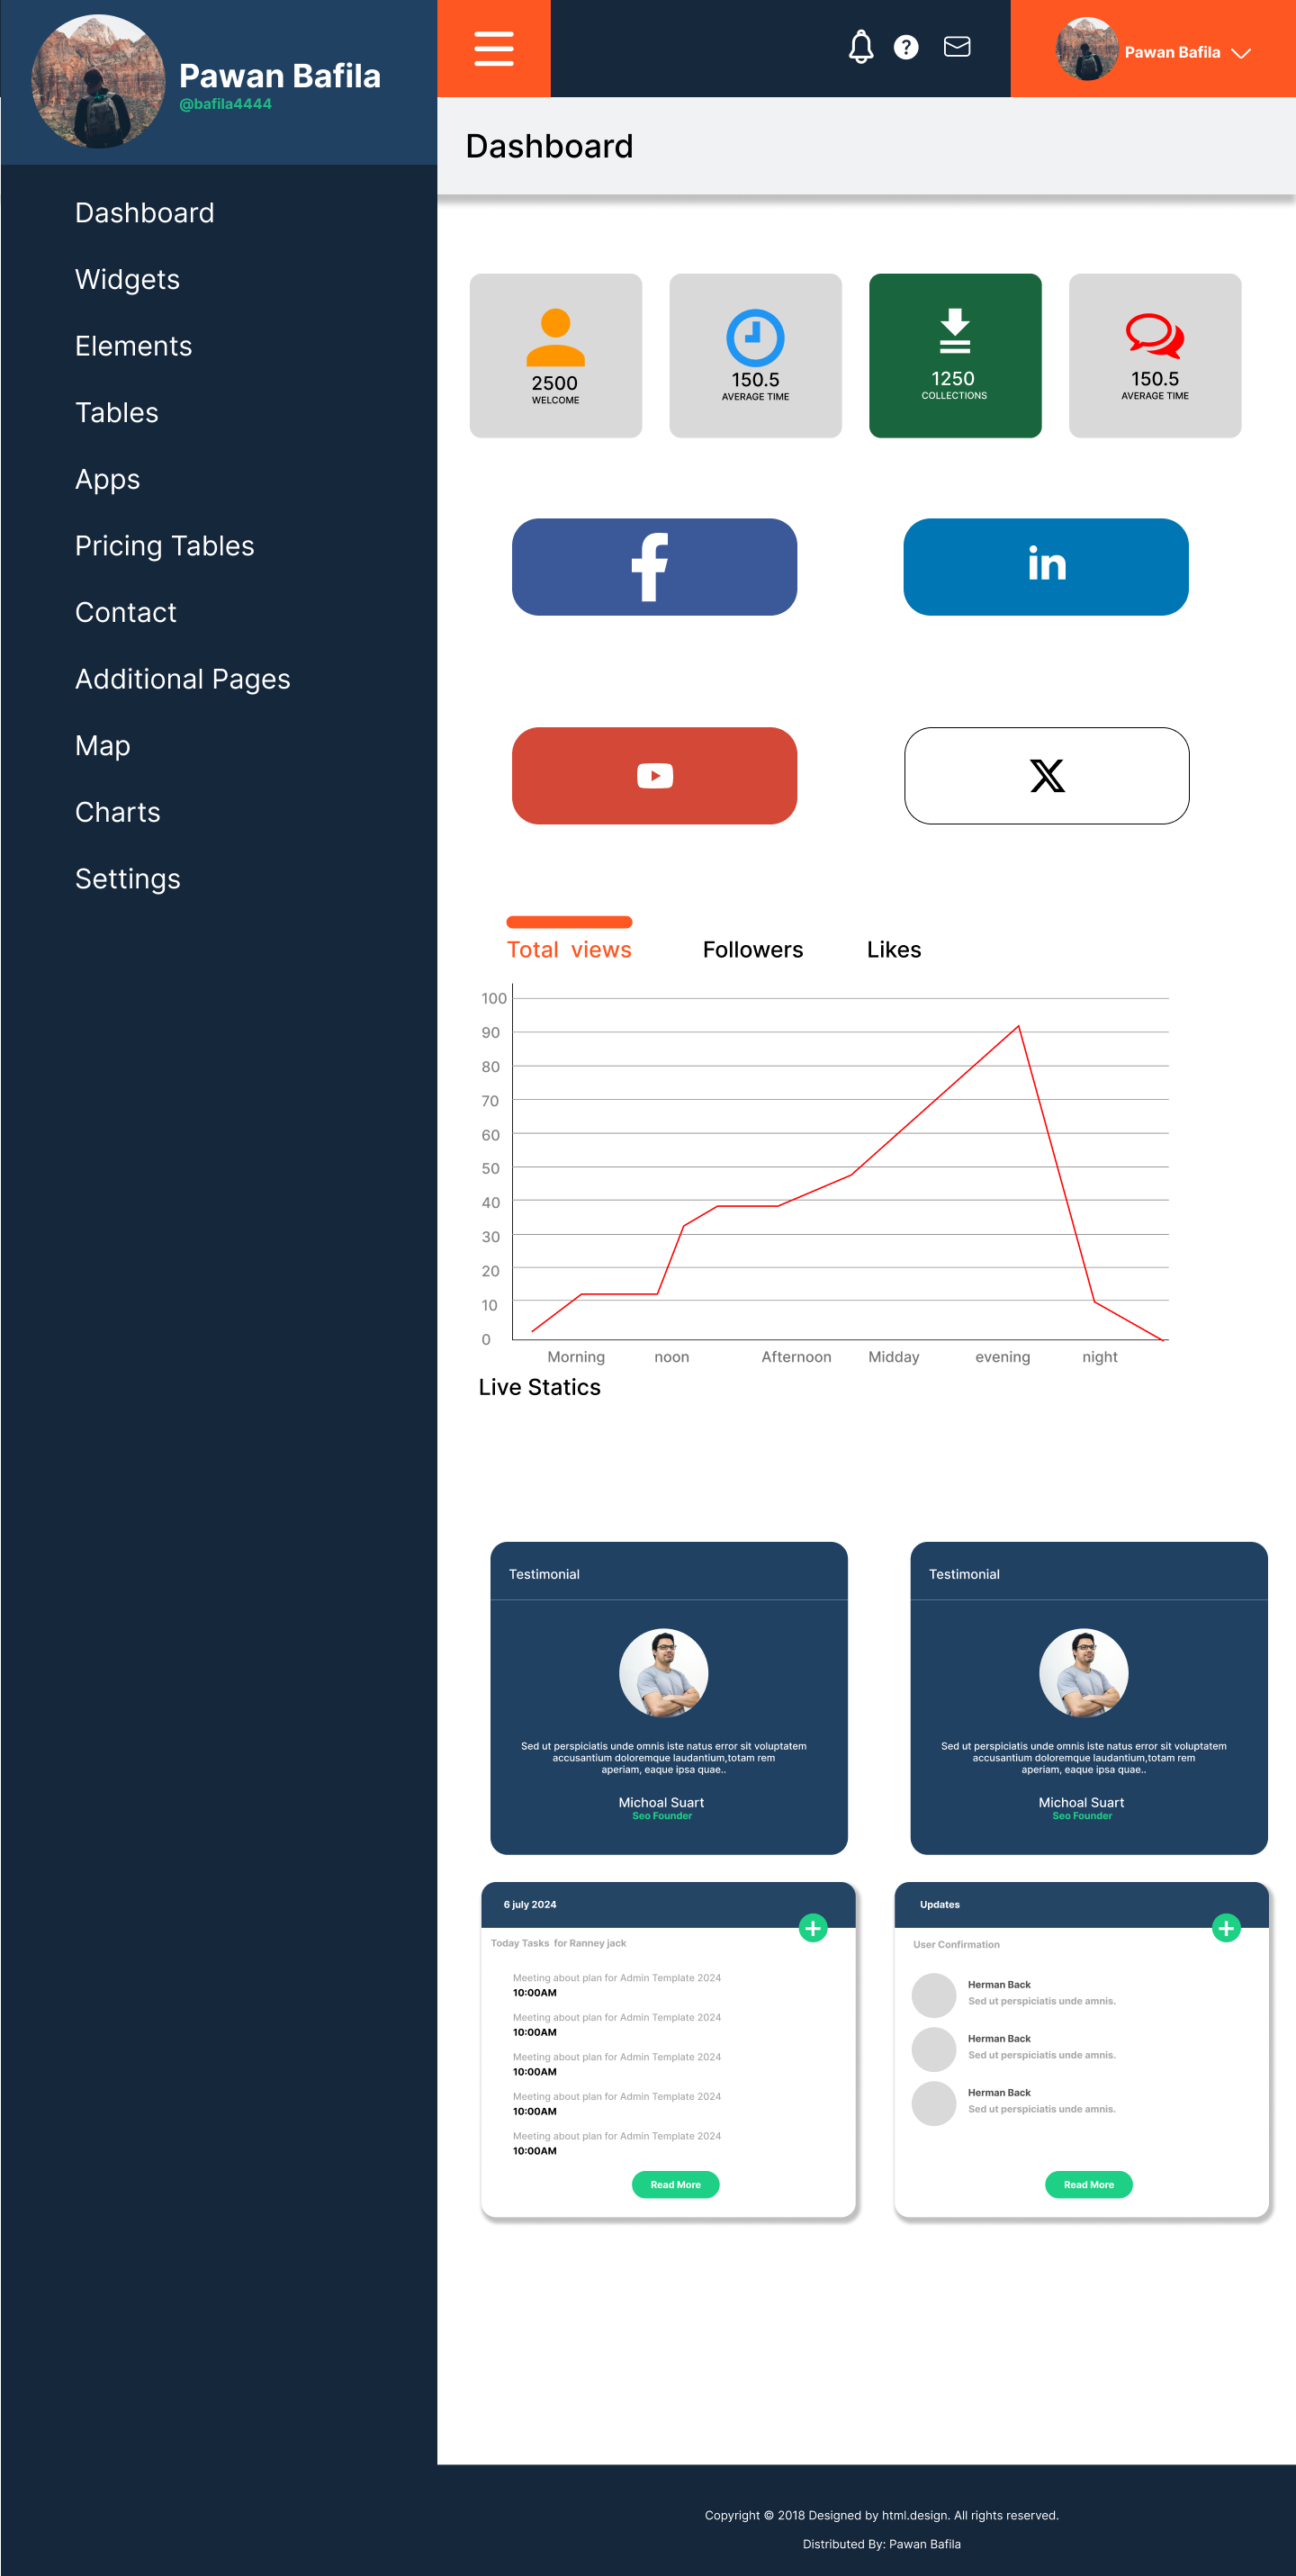 Pawan Bafila
@bafila4444
Dashboard
Widgets
Elements
Tables
Apps
Pricing Tables
Contact
Additional Pages
Map
Charts
Settings
Pawan Bafila
Dashboard
2500
WELCOME
150.5
AVERAGE TIME
1250
COLLECTIONS
150.5
AVERAGE TIME
f
in
X
Total views Followers Likes
100
90
80
70
60
50
40
30
20
10
0
Morning noon Afternoon Midday evening night
Live Statics
Testimonial
Sed ut perspiciatis unde omnis iste natus error sit voluptatem
accusantium doloremque laudantium,totam rem
aperiam, eaque ipsa quae..
Michoal Suart
Seo Founder
Testimonial
Sed ut perspiciatis unde omnis iste natus error sit voluptatem
accusantium doloremque laudantium,totam rem
aperiam, eaque ipsa quae..
Michoal Suart
Seo Founder
6 july 2024
Today Tasks for Ranney jack
Meeting about plan for Admin Template 2024
10:00AM
Meeting about plan for Admin Template 2024
10:00AM
Meeting about plan for Admin Template 2024
10:00AM
Meeting about plan for Admin Template 2024
10:00AM
Meeting about plan for Admin Template 2024
10:00AM
Read More
Updates
User Confirmation
Herman Back
Sed ut perspiciatis unde amnis.
Herman Back
Sed ut perspiciatis unde amnis.
Herman Back
Sed ut perspiciatis unde amnis.
Read More
Copyright © 2018 Designed by html.design. All rights reserved.
Distributed By: Pawan Bafila